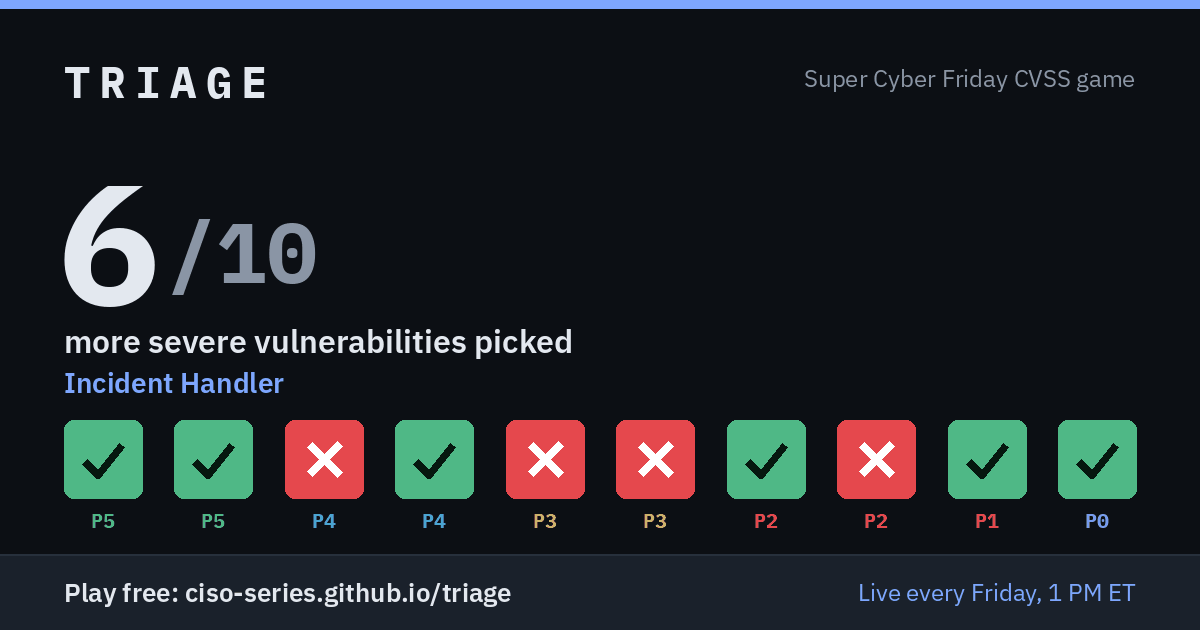 TRIAGE
Super Cyber Friday CVSS game
6/10
more severe vulnerabilities picked
Incident Handler
P5 P5 P4 P4 P3 P3 P2 P2 P1 P0
Play free: ciso-series.github.io/triage
Live every Friday, 1 PM ET